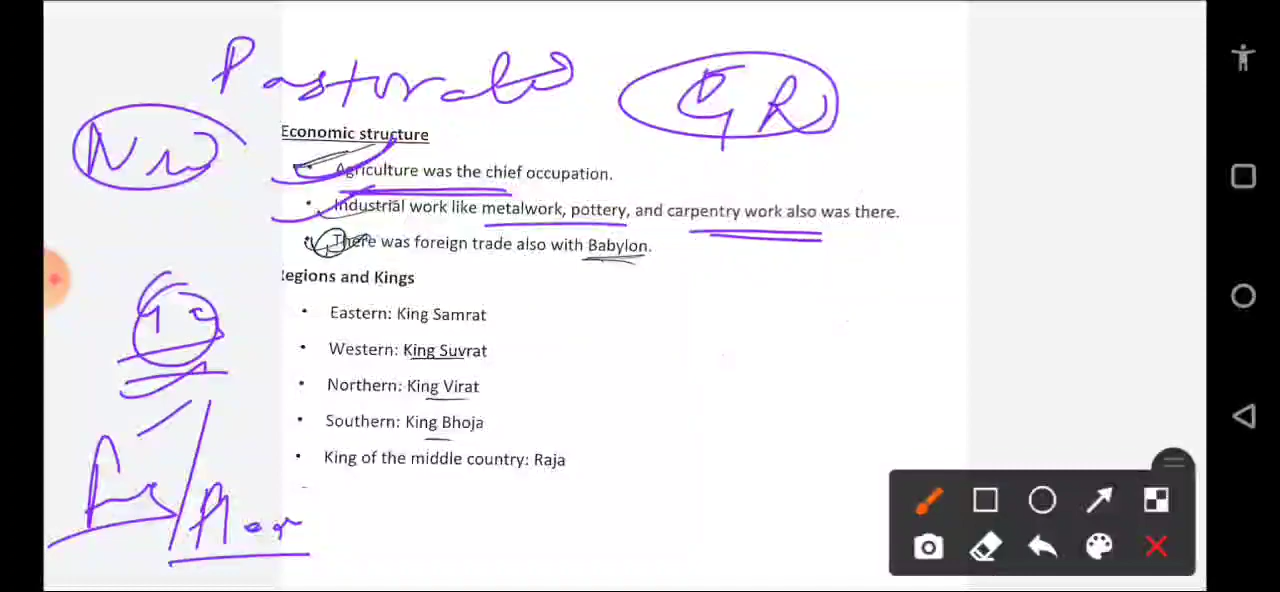 Economic structure
• Agriculture was the chief occupation.
• Industrial work like metalwork, pottery, and carpentry work also was there.
• There was foreign trade also with Babylon.
Regions and Kings
• Eastern: King Samrat
• Western: King Suvrat
• Northern: King Virat
• Southern: King Bhoja
• King of the middle country: Raja